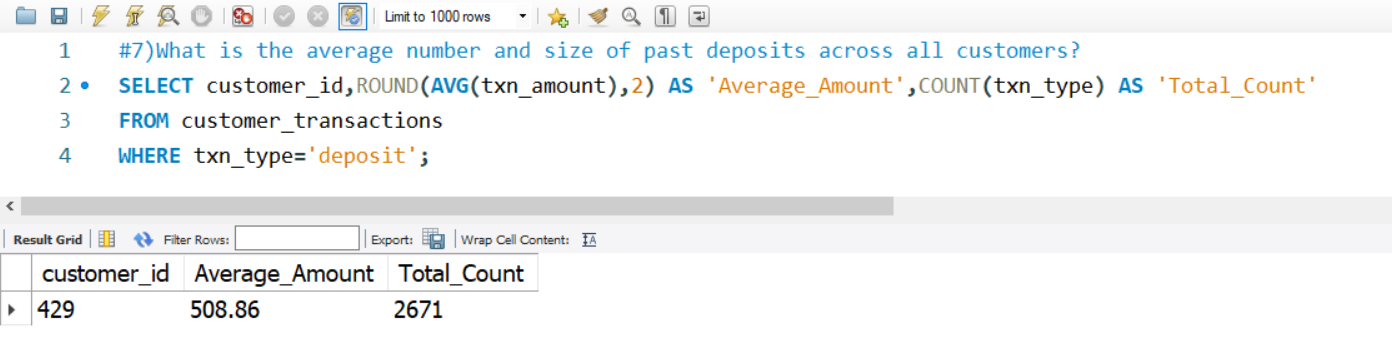 Limit to 1000 rows
1 #7)What is the average number and size of past deposits across all customers?
2 SELECT customer_id,ROUND(AVG(txn_amount),2) AS 'Average_Amount',COUNT(txn_type) AS 'Total_Count'
3 FROM customer_transactions
4 WHERE txn_type='deposit';
Result Grid Filter Rows: Export: Wrap Cell Content: IA
customer_id Average_Amount Total_Count
429 508.86 2671